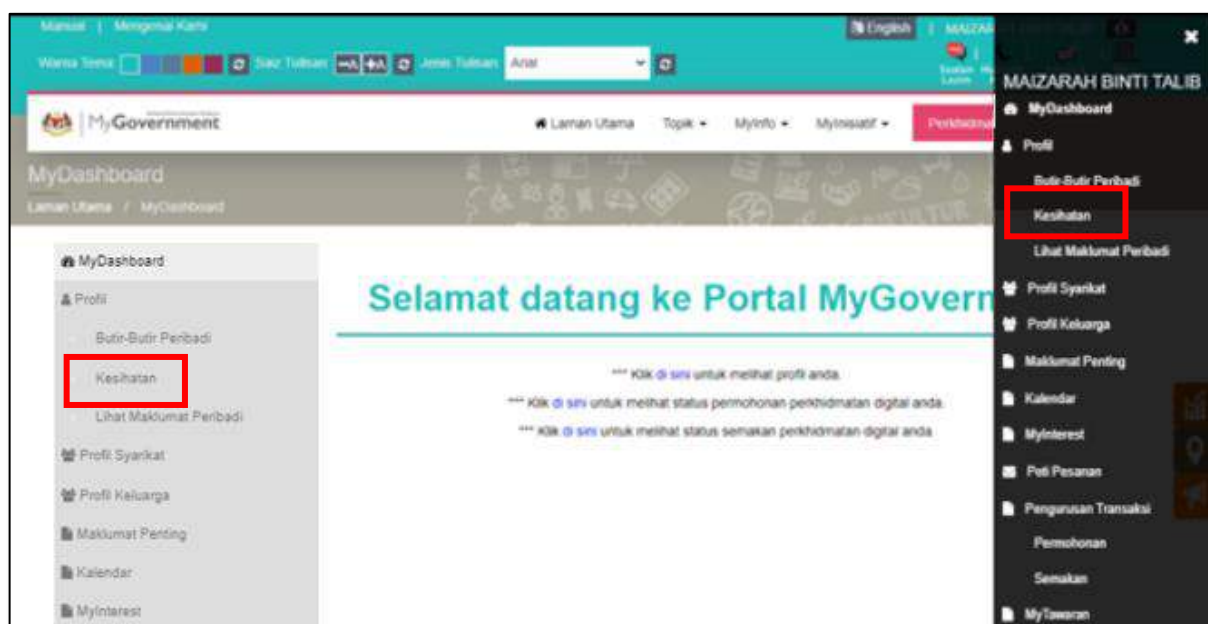 Manual | Mengenai Kami
English | MAIZAR
Warna Tema Saiz Tulisan -A +A Jenis Tulisan Arial
MyGovernment
Laman Utama Topik MyInfo MyInisiatif Perkhidmat
MyDashboard
Laman Utama / MyDashboard
MyDashboard
Profil
Butir-Butir Peribadi
Kesihatan
Lihat Maklumat Peribadi
Profil Syarikat
Profil Keluarga
Maklumat Penting
Kalendar
MyInterest
Selamat datang ke Portal MyGovern
*** Klik di sini untuk melihat profil anda.
*** Klik di sini untuk melihat status permohonan perkhidmatan digital anda.
*** Klik di sini untuk melihat status semakan perkhidmatan digital anda
MAIZARAH BINTI TALIB
MyDashboard
Profil
Butir-Butir Peribadi
Kesihatan
Lihat Maklumat Peribadi
Profil Syarikat
Profil Keluarga
Maklumat Penting
Kalendar
MyInterest
Peti Pesanan
Pengurusan Transaksi
Permohonan
Semakan
MyTawaran